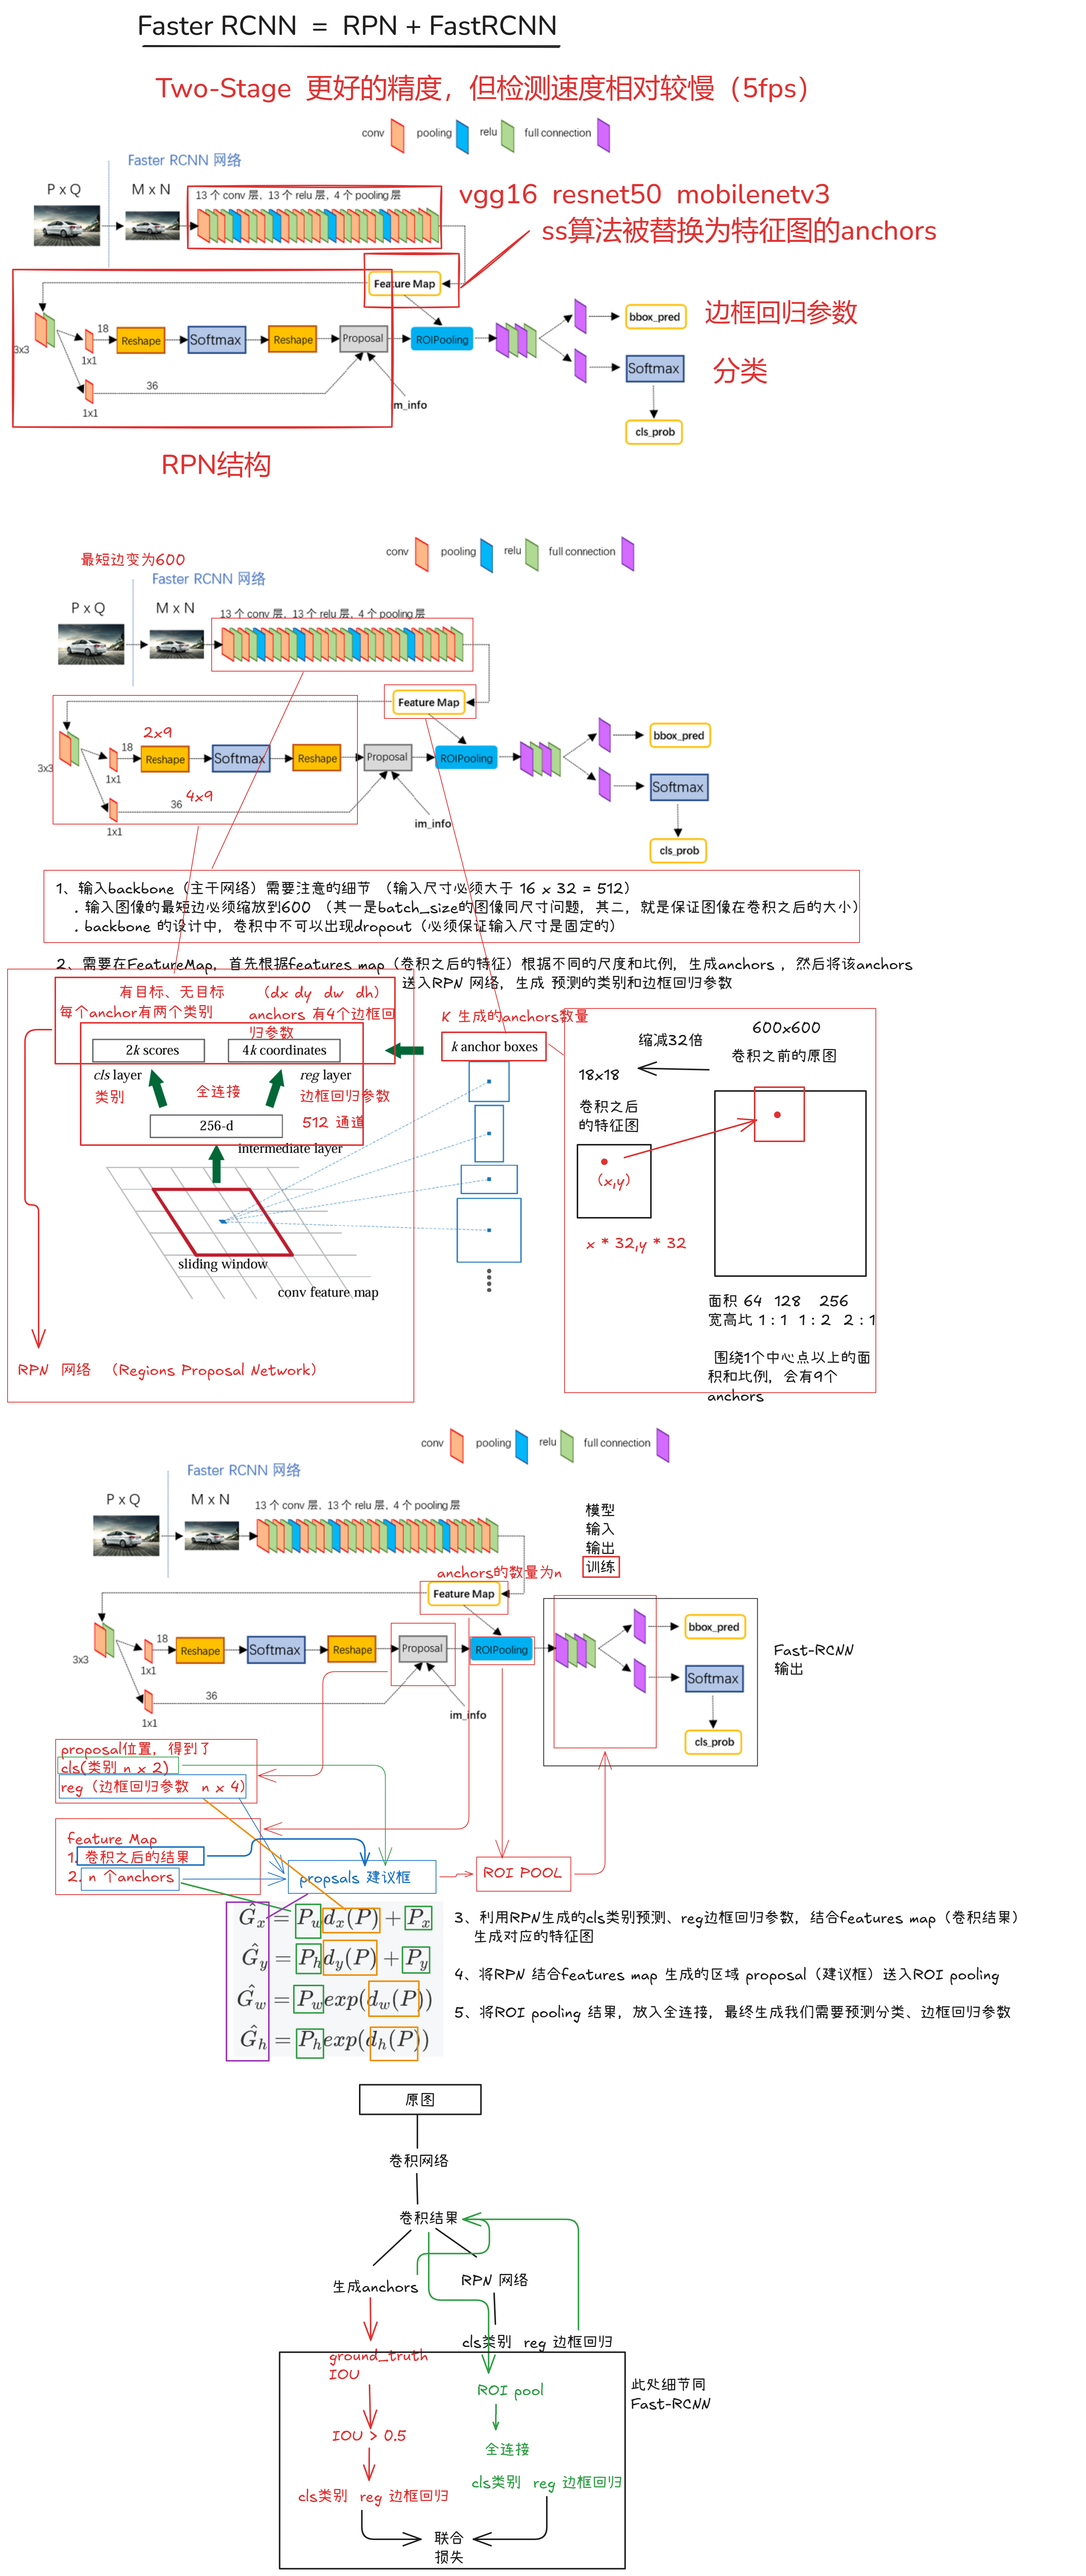 Faster RCNN = RPN + FastRCNN
Two-Stage 更好的精度，但检测速度相对较慢（5fps）
conv pooling relu full connection
Faster RCNN 网络
P x Q M x N 13 个 conv 层，13 个 relu 层，4 个 pooling 层
vgg16 resnet50 mobilenetv3
ss算法被替换为特征图的anchors
Feature Map
3x3 18 1x1 Reshape Softmax Reshape Proposal ROIPooling bbox_pred 边框回归参数
Softmax 分类
36
1x1 im_info
cls_prob
RPN结构
conv pooling relu full connection
最短边变为600
Faster RCNN 网络
P x Q M x N 13 个 conv 层，13 个 relu 层，4 个 pooling 层
Feature Map
2x9
3x3 18 1x1 Reshape Softmax Reshape Proposal ROIPooling bbox_pred
Softmax
36 4x9
1x1 im_info
cls_prob
1、输入backbone（主干网络）需要注意的细节 （输入尺寸必须大于 16 x 32 = 512）
. 输入图像的最短边必须缩放到600 （其一是batch_size的图像同尺寸问题，其二，就是保证图像在卷积之后的大小）
. backbone 的设计中，卷积中不可以出现dropout（必须保证输入尺寸是固定的）
2、需要在FeatureMap，首先根据features map（卷积之后的特征）根据不同的尺度和比例，生成anchors ，然后将该anchors
送入RPN 网络，生成 预测的类别和边框回归参数
有目标、无目标 （dx dy dw dh）
每个anchor有两个类别 anchors 有4个边框回
归参数
K 生成的anchors数量
2k scores 4k coordinates k anchor boxes
cls layer reg layer
类别 全连接 边框回归参数
256-d 512 通道
intermediate layer
sliding window
conv feature map
RPN 网络 （Regions Proposal Network）
600x600
缩减32倍
卷积之前的原图
18x18
卷积之后
的特征图
(x,y)
x * 32,y * 32
面积 64 128 256
宽高比 1 : 1 1 : 2 2 : 1
围绕1个中心点以上的面
积和比例，会有9个
anchors
conv pooling relu full connection
Faster RCNN 网络
P x Q M x N 13 个 conv 层，13 个 relu 层，4 个 pooling 层
模型
输入
输出
训练
anchors的数量为n
Feature Map
3x3 18 1x1 Reshape Softmax Reshape Proposal ROIPooling bbox_pred
Softmax
Fast-RCNN
输出
36
1x1 im_info
cls_prob
proposal位置，得到了
cls(类别 n x 2)
reg（边框回归参数 n x 4）
feature Map
1. 卷积之后的结果
2. n 个anchors
propsals 建议框
ROI POOL
Ĝx = Pwdx(P) + Px
Ĝy = Phdy(P) + Py
Ĝw = Pwexp(dw(P))
Ĝh = Phexp(dh(P))
3、利用RPN生成的cls类别预测、reg边框回归参数，结合features map（卷积结果）
生成对应的特征图
4、将RPN 结合features map 生成的区域 proposal（建议框）送入ROI pooling
5、将ROI pooling 结果，放入全连接，最终生成我们需要预测分类、边框回归参数
原图
卷积网络
卷积结果
生成anchors RPN 网络
cls类别 reg 边框回归
ground_truth
IOU
ROI pool
此处细节同
Fast-RCNN
IOU > 0.5
全连接
cls类别 reg 边框回归
cls类别 reg 边框回归
联合
损失